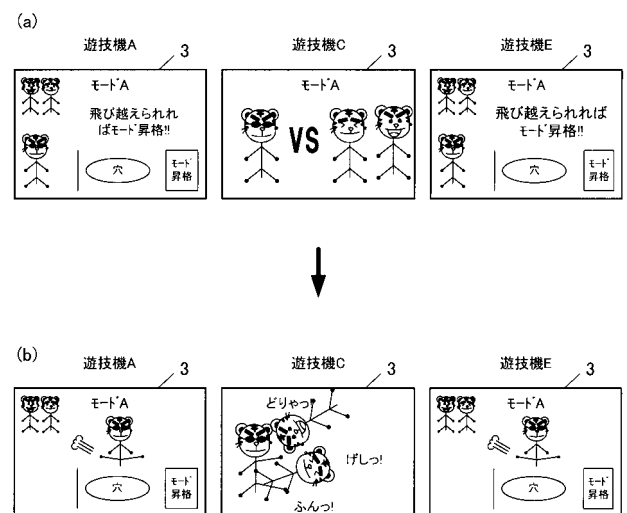 (a)
遊技機A 3
モードA
飛び越えられれ
ばモード昇格!!
穴
モード
昇格
遊技機C 3
モードA
VS
遊技機E 3
モードA
飛び越えられれば
モード昇格!!
穴
モード
昇格
(b)
遊技機A 3
モードA
穴
モード
昇格
遊技機C 3
どりゃっ!
げしっ!
ふんっ!
遊技機E 3
モードA
穴
モード
昇格